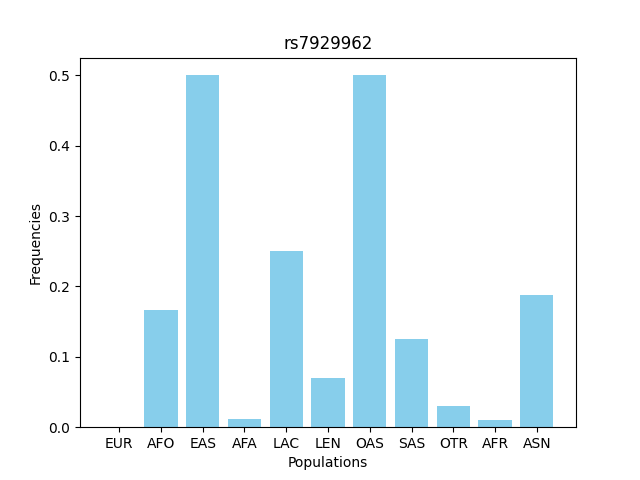 rs7929962
0.5
0.4
0.3
0.2
0.1
0.0
Frequencies
EUR AFO EAS AFA LAC LEN OAS SAS OTR AFR ASN
Populations